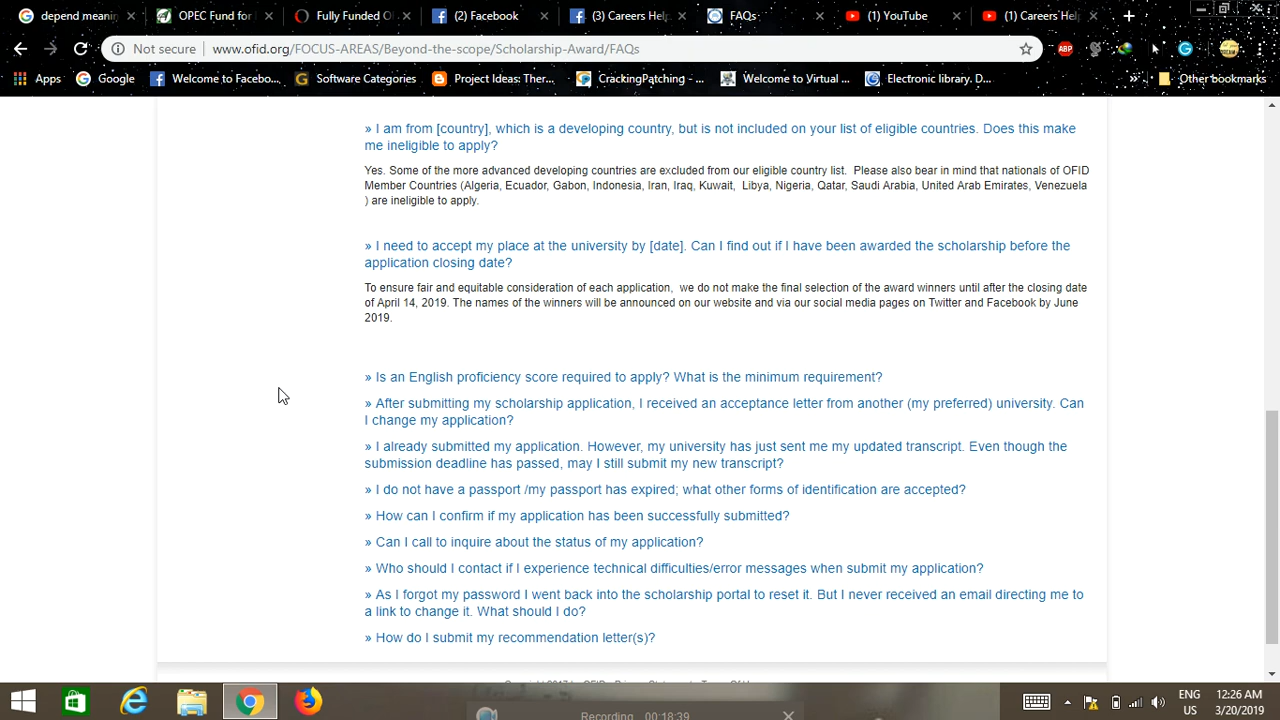 depend meanin
OPEC Fund for
Fully Funded O
(2) Facebook
(3) Careers Hel
FAQs
(1) YouTube
(1) Careers Hel
Not secure
www.ofid.org/FOCUS-AREAS/Beyond-the-scope/Scholarship-Award/FAQs
ABP
Apps
Google
Welcome to Facebo...
Software Categories
Project Ideas: Ther...
CrackingPatching - ...
Welcome to Virtual ...
Electronic library. D...
»
Other bookmarks
» I am from [country], which is a developing country, but is not included on your list of eligible countries. Does this make
me ineligible to apply?
Yes. Some of the more advanced developing countries are excluded from our eligible country list. Please also bear in mind that nationals of OFID
Member Countries (Algeria, Ecuador, Gabon, Indonesia, Iran, Iraq, Kuwait, Libya, Nigeria, Qatar, Saudi Arabia, United Arab Emirates, Venezuela
) are ineligible to apply.
» I need to accept my place at the university by [date]. Can I find out if I have been awarded the scholarship before the
application closing date?
To ensure fair and equitable consideration of each application, we do not make the final selection of the award winners until after the closing date
of April 14, 2019. The names of the winners will be announced on our website and via our social media pages on Twitter and Facebook by June
2019.
» Is an English proficiency score required to apply? What is the minimum requirement?
» After submitting my scholarship application, I received an acceptance letter from another (my preferred) university. Can
I change my application?
» I already submitted my application. However, my university has just sent me my updated transcript. Even though the
submission deadline has passed, may I still submit my new transcript?
» I do not have a passport /my passport has expired; what other forms of identification are accepted?
» How can I confirm if my application has been successfully submitted?
» Can I call to inquire about the status of my application?
» Who should I contact if I experience technical difficulties/error messages when submit my application?
» As I forgot my password I went back into the scholarship portal to reset it. But I never received an email directing me to
a link to change it. What should I do?
» How do I submit my recommendation letter(s)?
ENG
US
12:26 AM
3/20/2019
Recording 00:18:39